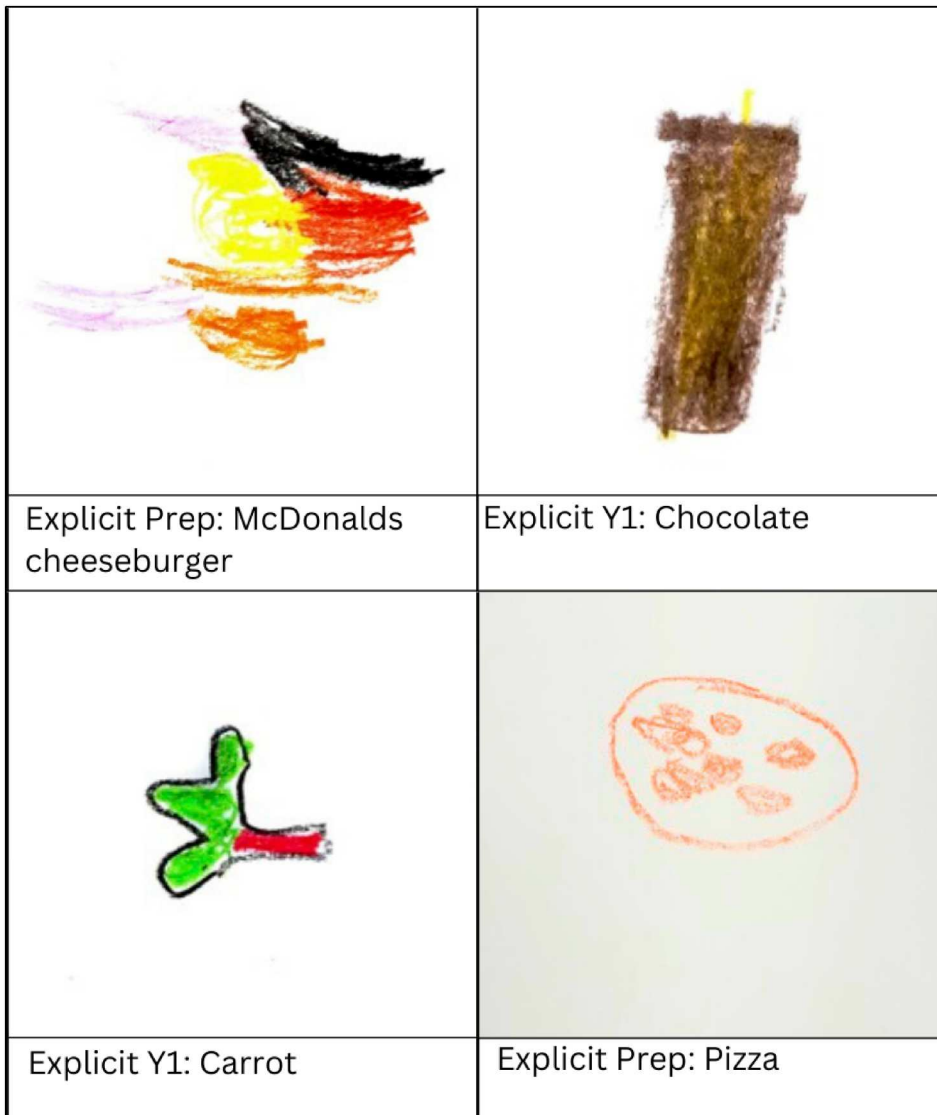 Explicit Prep: McDonalds
cheeseburger
Explicit Y1: Chocolate
Explicit Y1: Carrot
Explicit Prep: Pizza